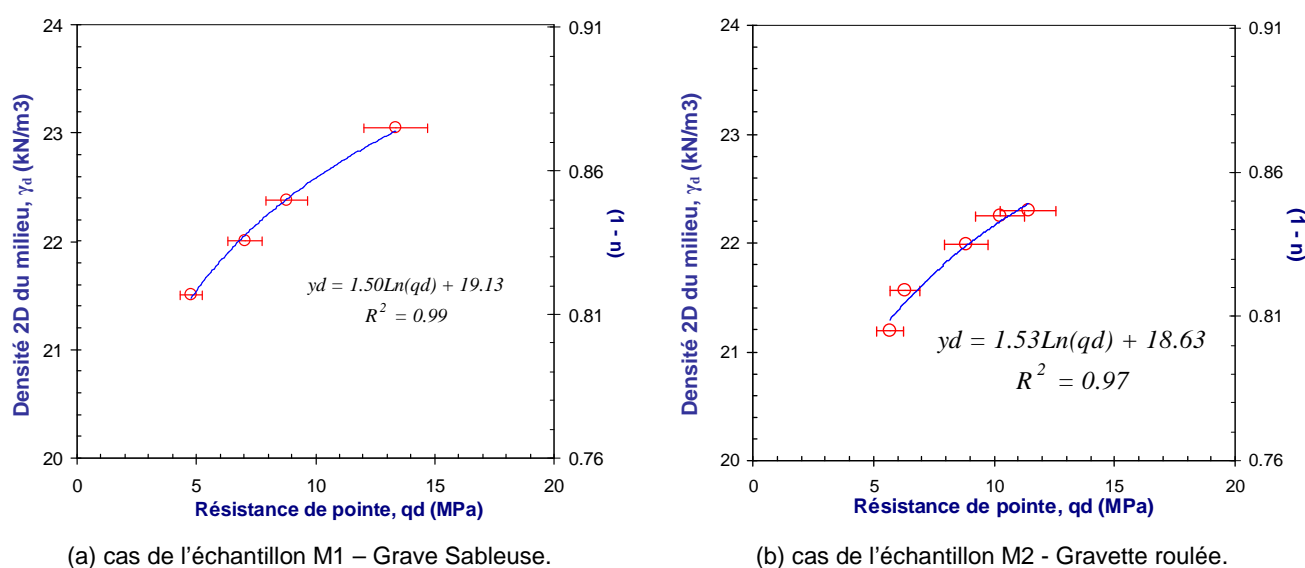 24
23
22
21
20
Densité 2D du milieu, γd (kN/m3)
0.91
0.86
0.81
0.76
(1 - n)
yd = 1.50Ln(qd) + 19.13
R² = 0.99
0 5 10 15 20
Résistance de pointe, qd (MPa)
(a) cas de l'échantillon M1 – Grave Sableuse.
24
23
22
21
20
Densité 2D du milieu, γd (kN/m3)
0.91
0.86
0.81
0.76
(1 - n)
yd = 1.53Ln(qd) + 18.63
R² = 0.97
0 5 10 15 20
Résistance de pointe, qd (MPa)
(b) cas de l'échantillon M2 - Gravette roulée.